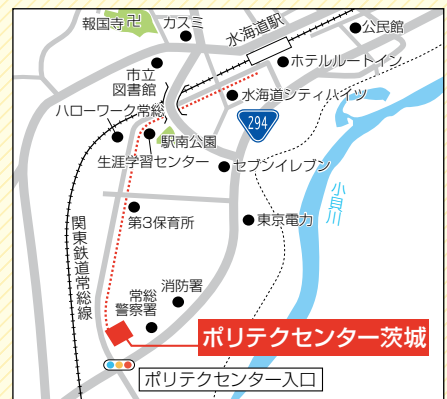 報国寺卍
カスミ
水海道駅
公民館
市立
図書館
ホテルルートイン
水海道シティハイツ
ハローワーク常総
294
駅南公園
生涯学習センター
セブンイレブン
小貝川
第3保育所
東京電力
関東鉄道常総線
消防署
常総
警察署
ポリテクセンター茨城
ポリテクセンター入口